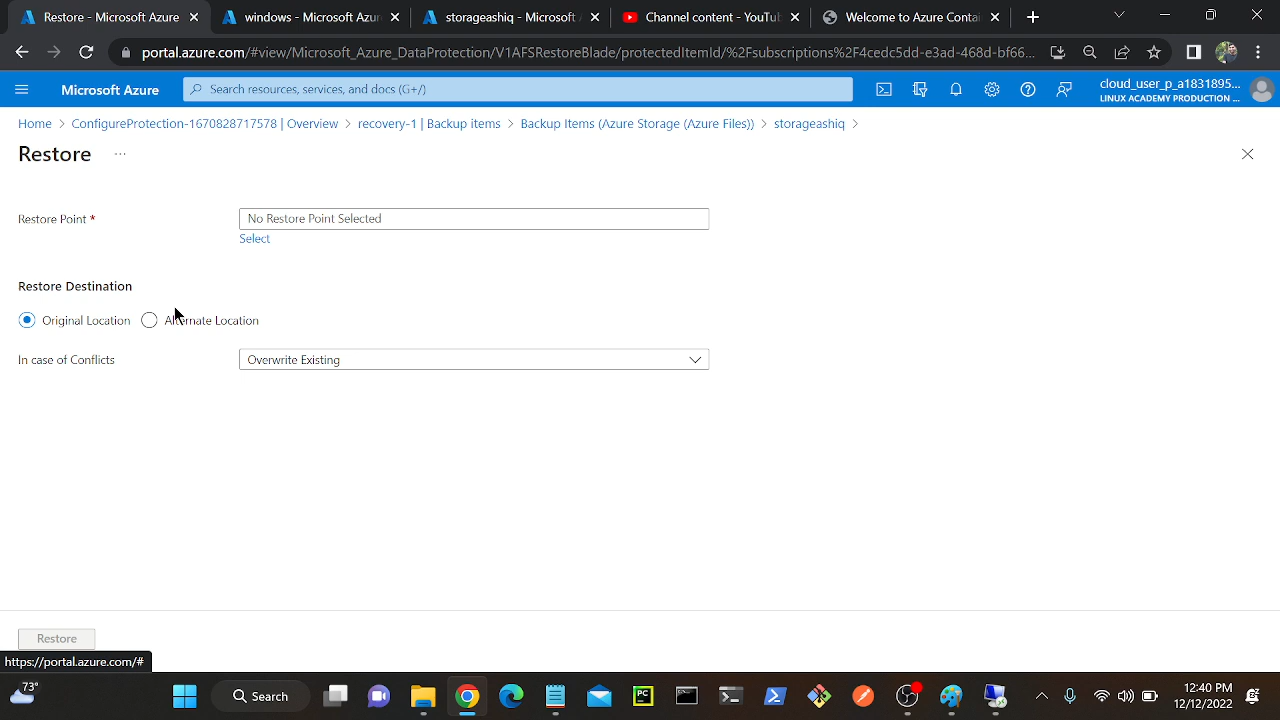 Restore - Microsoft Azure
windows - Microsoft Azur
storageashiq - Microsoft A
Channel content - YouTub
Welcome to Azure Contai
portal.azure.com/#view/Microsoft_Azure_DataProtection/V1AFSRestoreBlade/protectedItemId/%2Fsubscriptions%2F4cedc5dd-e3ad-468d-bf66...
Microsoft Azure
Search resources, services, and docs (G+/)
cloud_user_p_a1831895...
LINUX ACADEMY PRODUCTION ...
Home > ConfigureProtection-1670828717578 | Overview > recovery-1 | Backup items > Backup Items (Azure Storage (Azure Files)) > storageashiq >
Restore ...
Restore Point *
No Restore Point Selected
Select
Restore Destination
Original Location
Alternate Location
In case of Conflicts
Overwrite Existing
Restore
https://portal.azure.com/#
73°
Search
PC
12:40 PM
12/12/2022